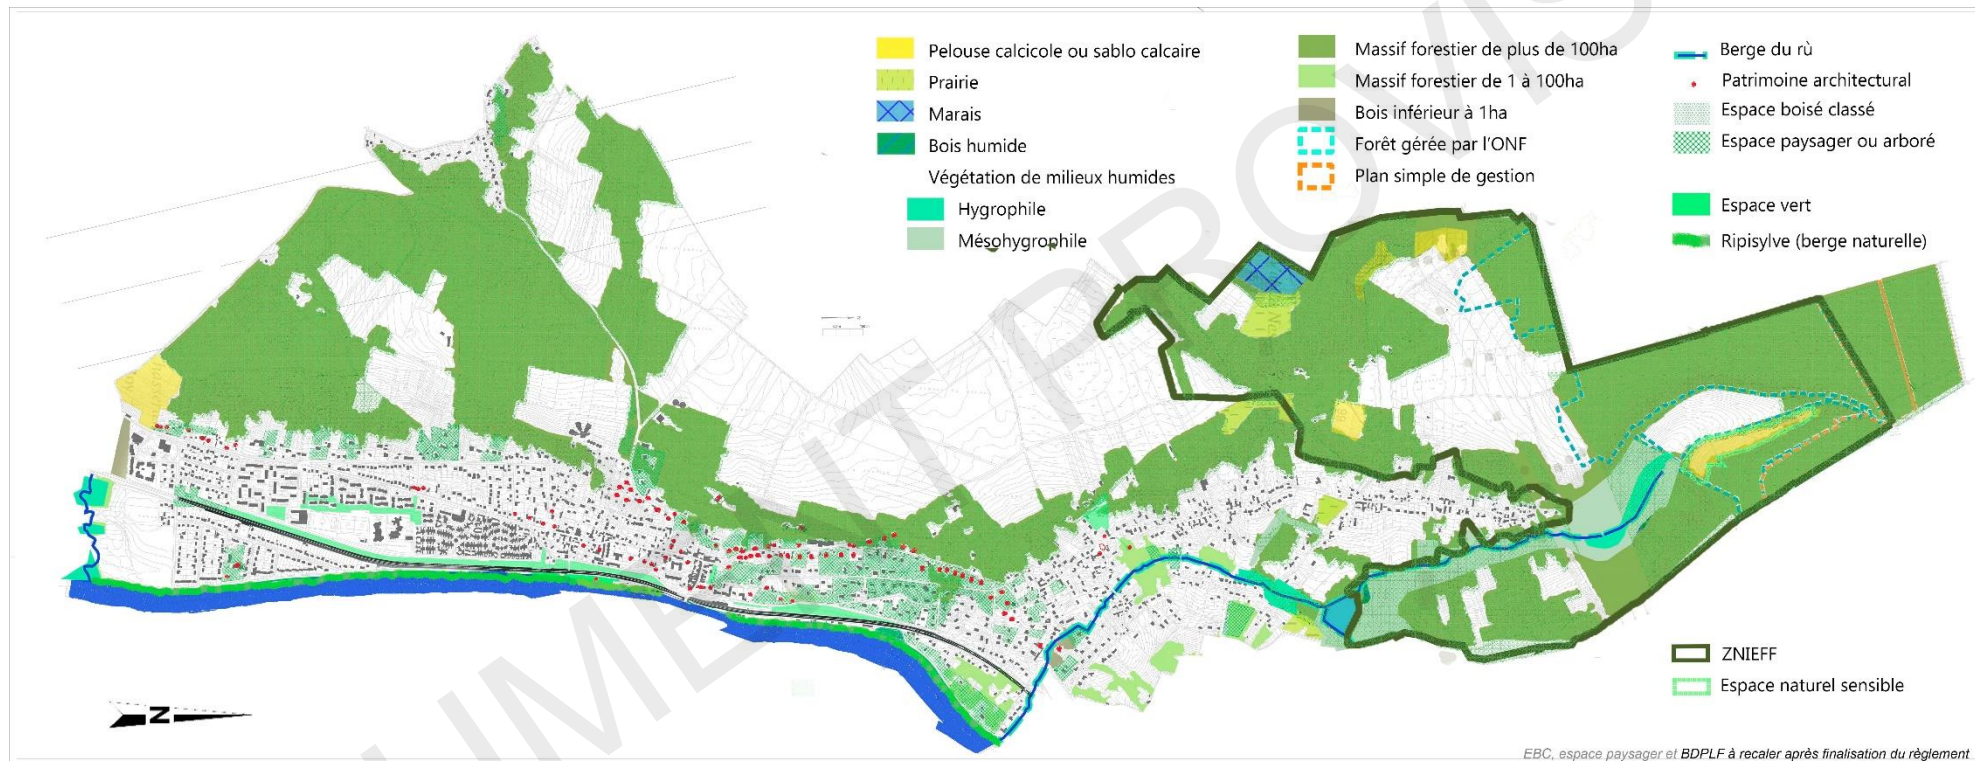 Pelouse calcicole ou sablo calcaire
Prairie
Marais
Bois humide
Végétation de milieux humides
Hygrophile
Mésohygrophile
Massif forestier de plus de 100ha
Massif forestier de 1 à 100ha
Bois inférieur à 1ha
Forêt gérée par l'ONF
Plan simple de gestion
Berge du rù
Patrimoine architectural
Espace boisé classé
Espace paysager ou arboré
Espace vert
Ripisylve (berge naturelle)
ZNIEFF
Espace naturel sensible
N
UMENT PROVIS
EBC, espace paysager et BDPLF à recaler après finalisation du règlement